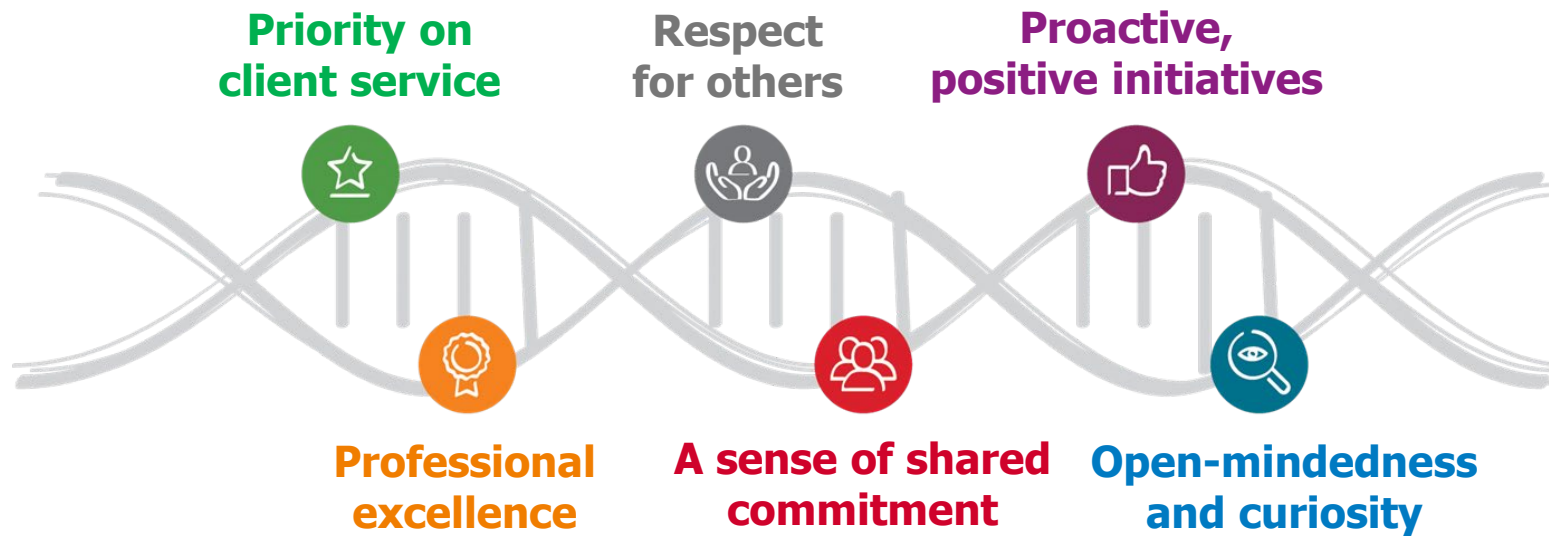 Priority on
client service
Respect
for others
Proactive,
positive initiatives
Professional
excellence
A sense of shared
commitment
Open-mindedness
and curiosity